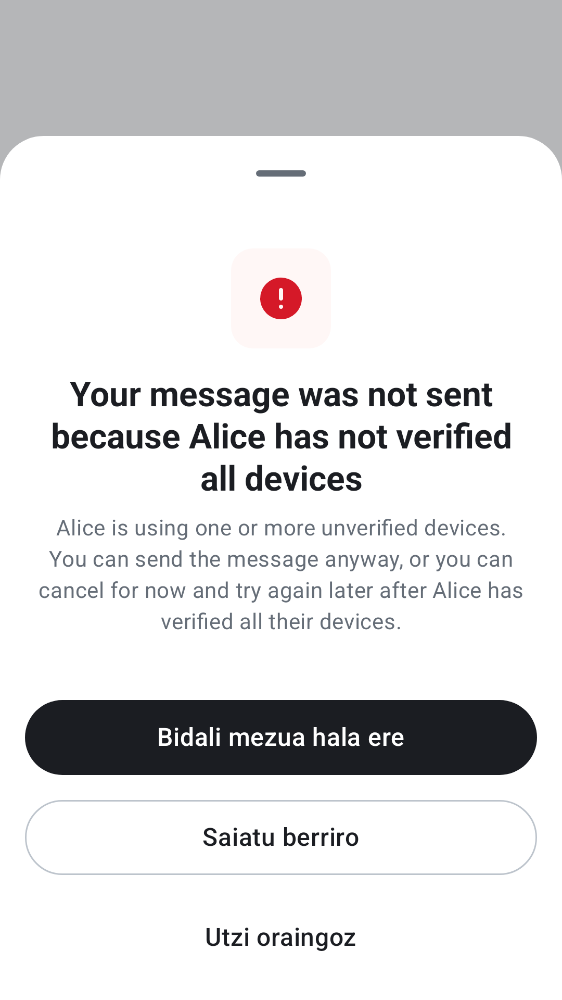 Your message was not sent
because Alice has not verified
all devices
Alice is using one or more unverified devices.
You can send the message anyway, or you can
cancel for now and try again later after Alice has
verified all their devices.
Bidali mezua hala ere
Saiatu berriro
Utzi oraingoz